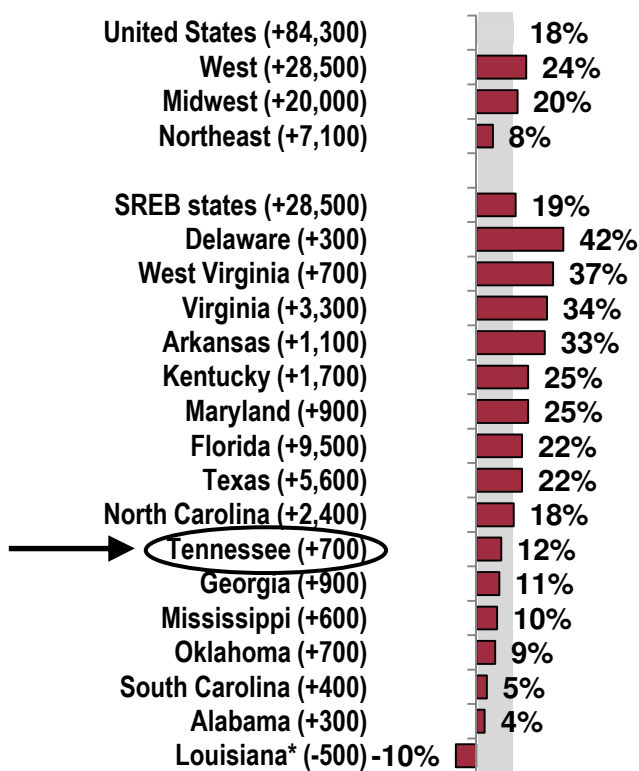 United States (+84,300) 18%
West (+28,500) 24%
Midwest (+20,000) 20%
Northeast (+7,100) 8%
SREB states (+28,500) 19%
Delaware (+300) 42%
West Virginia (+700) 37%
Virginia (+3,300) 34%
Arkansas (+1,100) 33%
Kentucky (+1,700) 25%
Maryland (+900) 25%
Florida (+9,500) 22%
Texas (+5,600) 22%
North Carolina (+2,400) 18%
Tennessee (+700) 12%
Georgia (+900) 11%
Mississippi (+600) 10%
Oklahoma (+700) 9%
South Carolina (+400) 5%
Alabama (+300) 4%
Louisiana* (-500) -10%